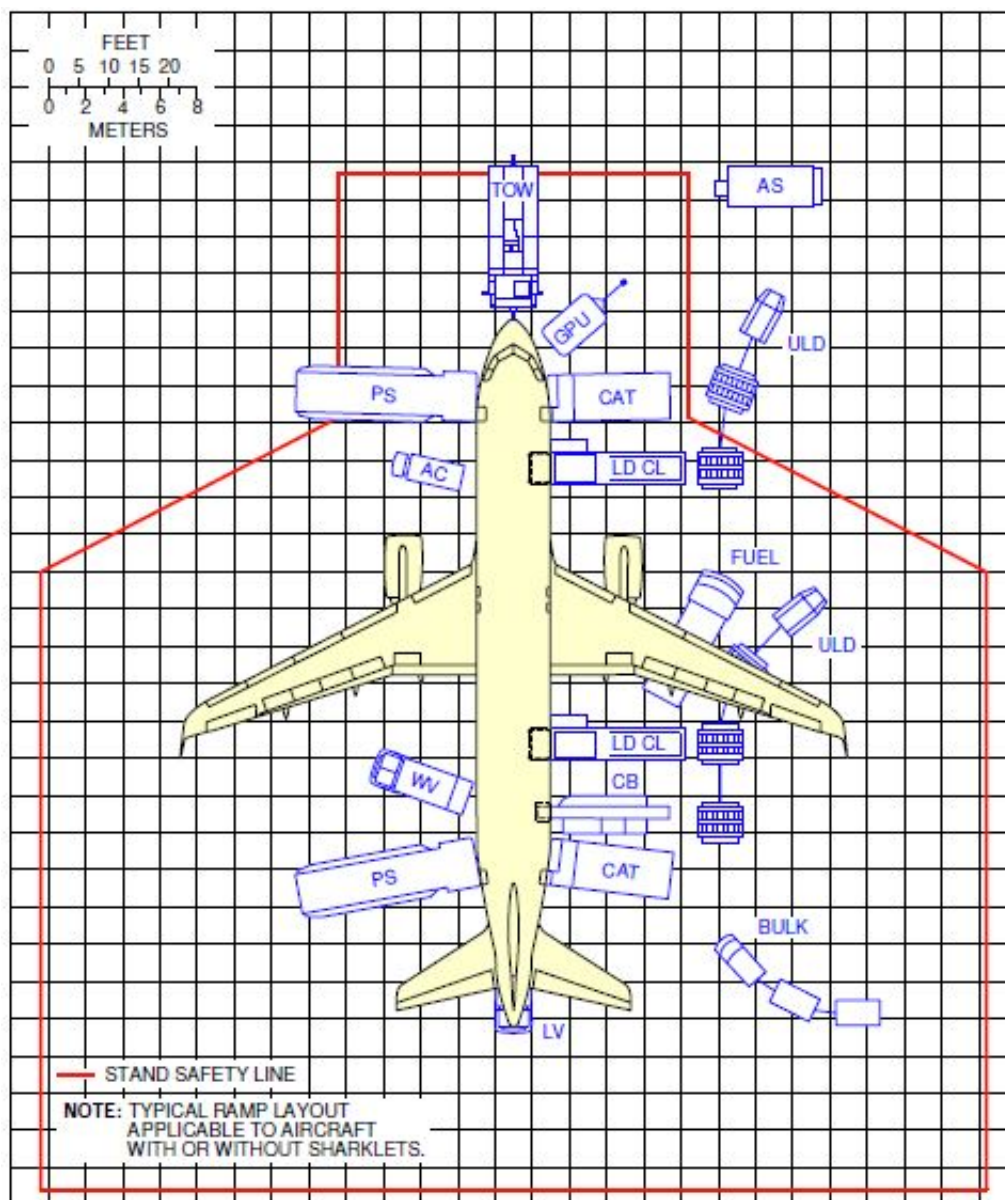 FEET
0 5 10 15 20
0 2 4 6 8
METERS
TOW
AS
GPU
ULD
PS
CAT
AC
LD CL
FUEL
ULD
LD CL
WV
CB
PS
CAT
BULK
LV
STAND SAFETY LINE
NOTE: TYPICAL RAMP LAYOUT
APPLICABLE TO AIRCRAFT
WITH OR WITHOUT SHARKLETS.